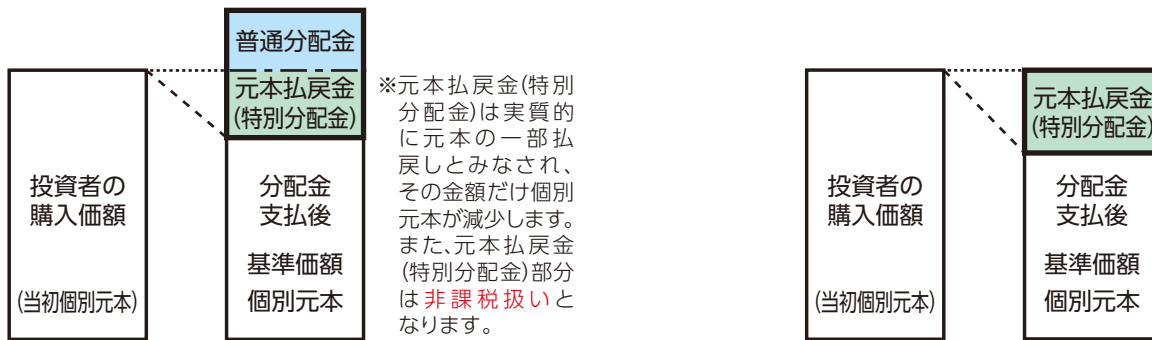 普通分配金
元本払戻金
(特別分配金)
投資者の
購入価額
(当初個別元本)
分配金
支払後
基準価額
個別元本
※元本払戻金(特別
分配金)は実質的
に元本の一部払
戻しとみなされ、
その金額だけ個別
元本が減少します。
また、元本払戻金
(特別分配金)部分
は非課税扱いと
なります。
投資者の
購入価額
(当初個別元本)
元本払戻金
(特別分配金)
分配金
支払後
基準価額
個別元本